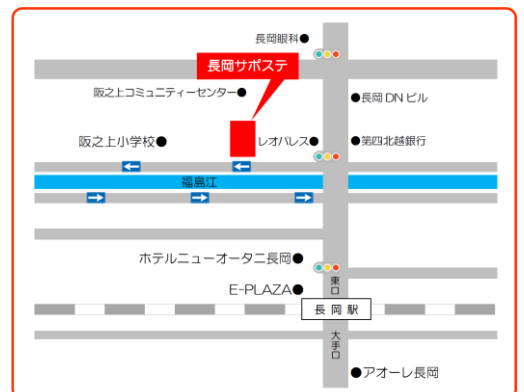 長岡眼科●
長岡サポステ
阪之上コミュニティーセンター●
●長岡 DN ビル
阪之上小学校●
レオパレス●
●第四北越銀行
福島江
ホテルニューオータニ長岡●
E-PLAZA●
東口
長岡駅
大手口
●アオーレ長岡